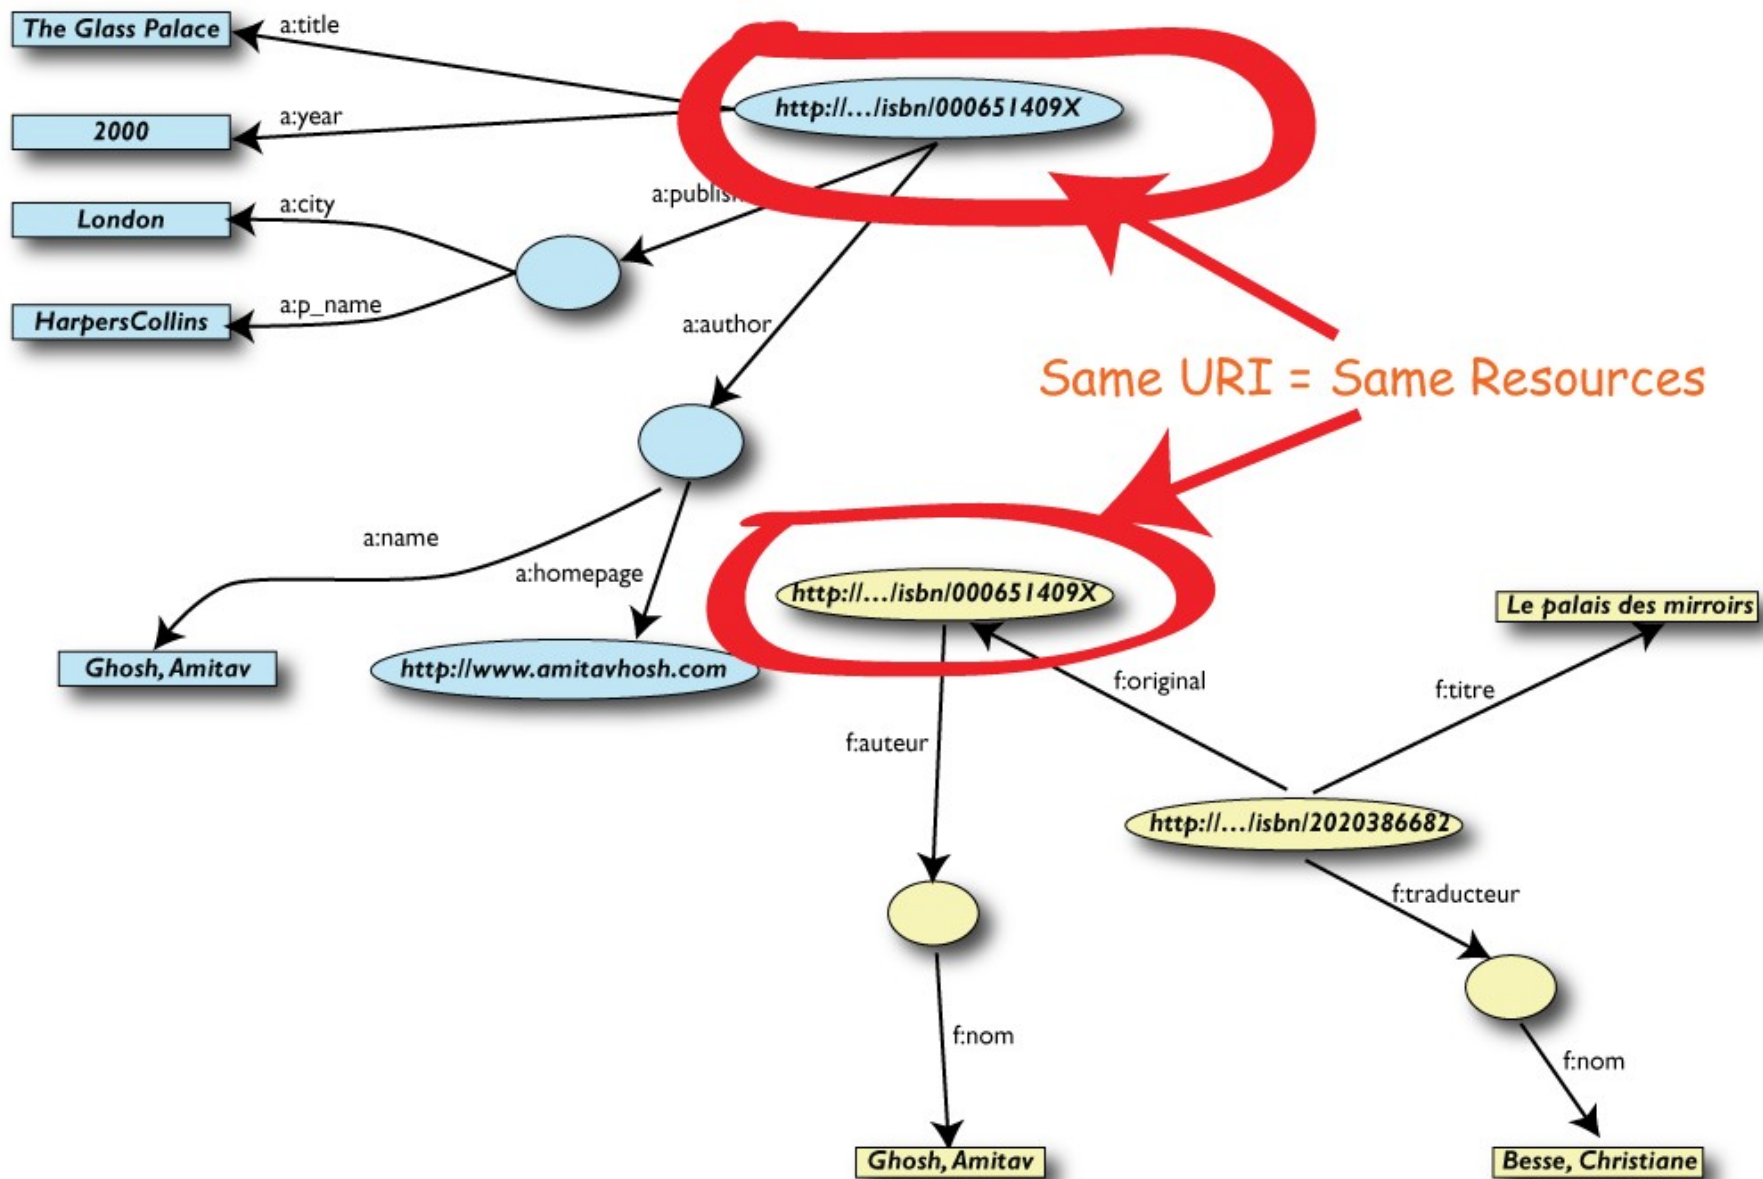 The Glass Palace
a:title
http://…/isbn/000651409X
2000
a:year
London
a:city
a:publish
HarpersCollins
a:p_name
a:author
Same URI = Same Resources
a:name
a:homepage
http://…/isbn/000651409X
Le palais des mirroirs
Ghosh, Amitav
http://www.amitavhosh.com
f:original
f:titre
f:auteur
http://…/isbn/2020386682
f:traducteur
f:nom
f:nom
Ghosh, Amitav
Besse, Christiane